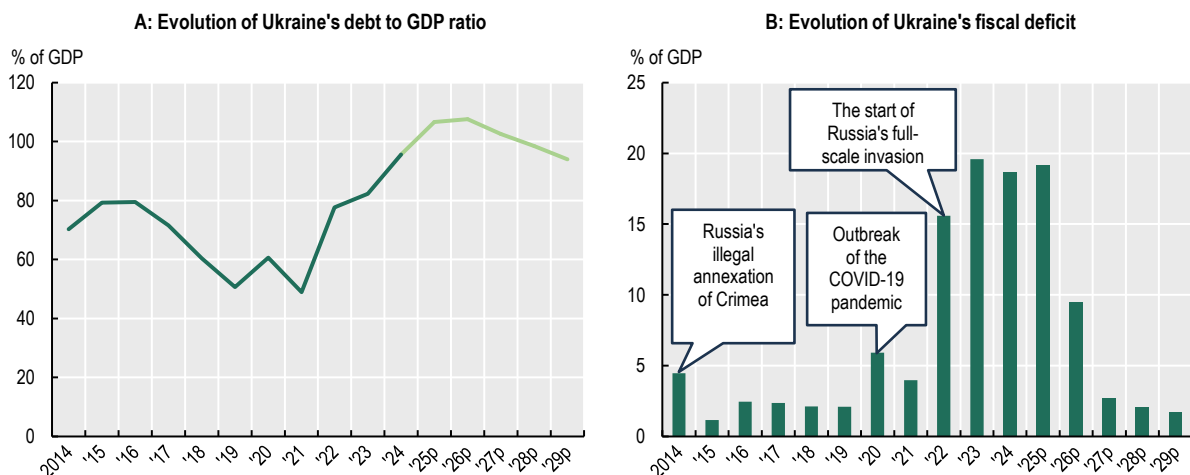 A: Evolution of Ukraine's debt to GDP ratio
% of GDP
120
100
80
60
40
20
0
2014 '15 '16 '17 '18 '19 '20 '21 '22 '23 '24 '25p '26p '27p '28p '29p
B: Evolution of Ukraine's fiscal deficit
% of GDP
25
20
15
10
5
0
The start of
Russia's full-
scale invasion
Russia's
illegal
annexation
of Crimea
Outbreak
of the
COVID-19
pandemic
2014 '15 '16 '17 '18 '19 '20 '21 '22 '23 '24 '25p '26p '27p '28p '29p